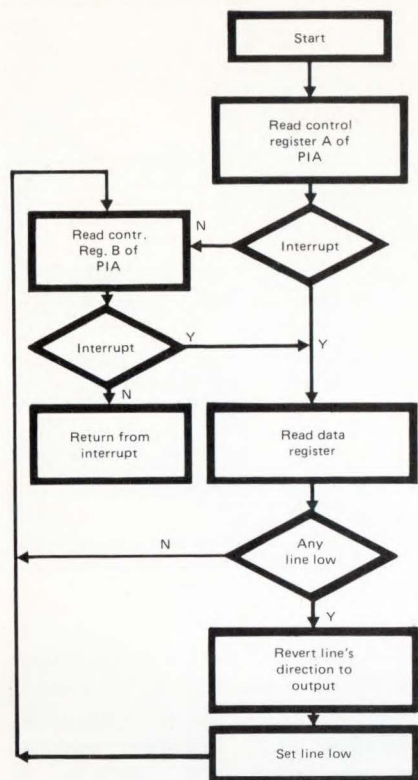 Start
Read control
register A of
PIA
Interrupt
N
Read contr.
Reg. B of
PIA
Interrupt
Y
Y
N
Return from
interrupt
Read data
register
Any
line low
N
Y
Revert line's
direction to
output
Set line low